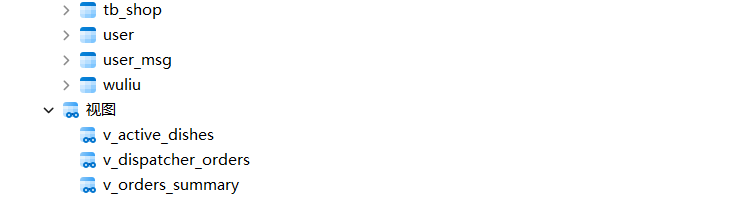 tb_shop
user
user_msg
wuliu
视图
v_active_dishes
v_dispatcher_orders
v_orders_summary